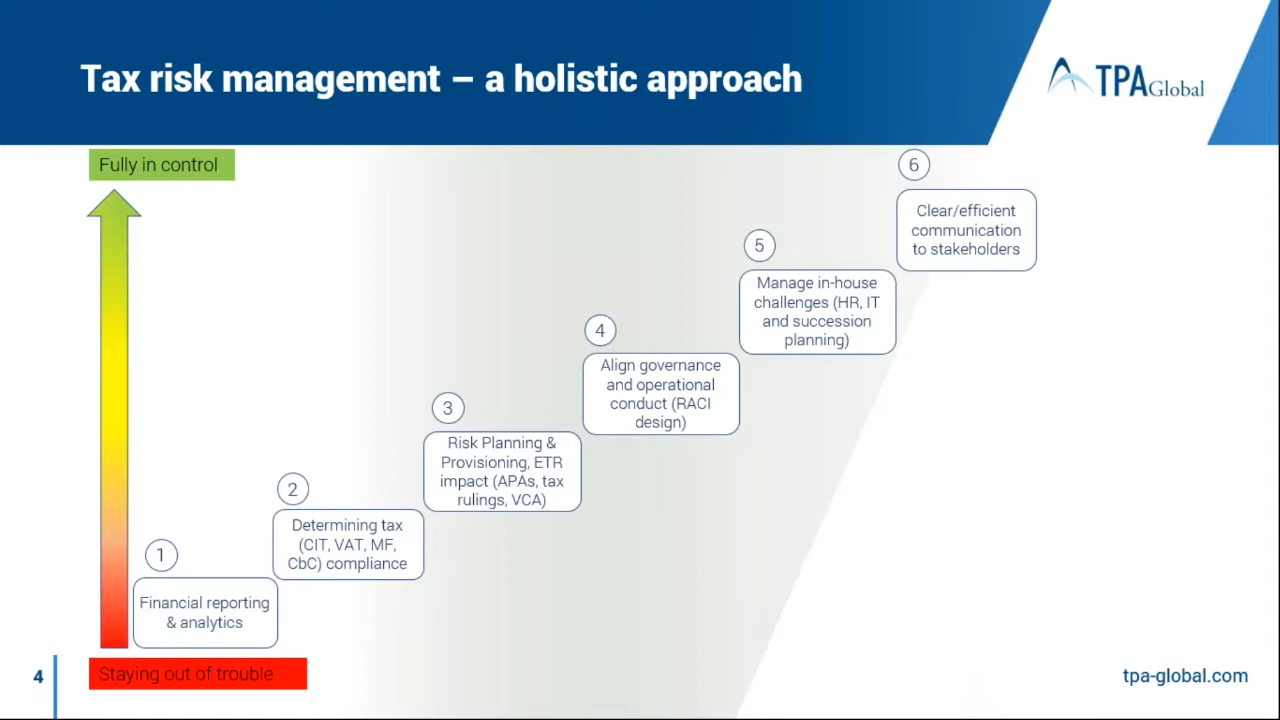 Tax risk management – a holistic approach
TPAGlobal
Fully in control
6
Clear/efficient
communication
to stakeholders
5
Manage in-house
challenges (HR, IT
and succession
planning)
4
Align governance
and operational
conduct (RACI
design)
3
Risk Planning &
Provisioning, ETR
impact (APAs, tax
rulings, VCA)
2
Determining tax
(CIT, VAT, MF,
CbC) compliance
1
Financial reporting
& analytics
Staying out of trouble
4
tpa-global.com